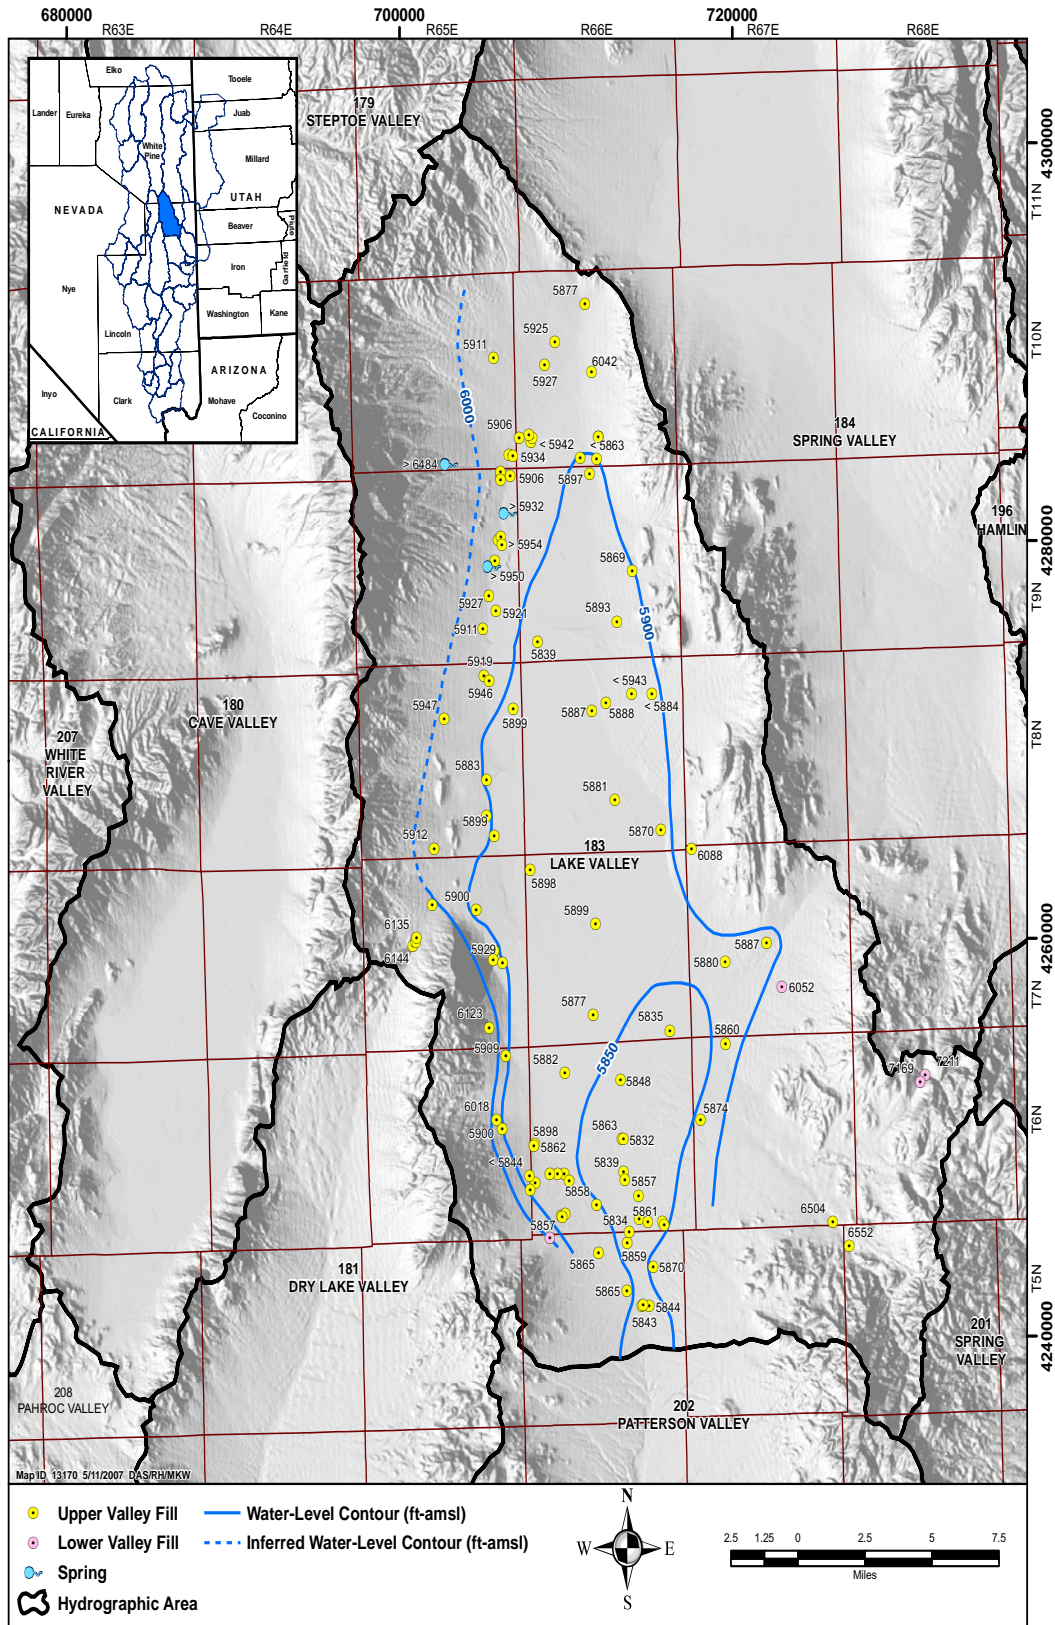 680000
700000
720000
R63E
R64E
R65E
R66E
R67E
R68E
Elko
Tooele
Lander
Eureka
Juab
White
Pine
Millard
UTAH
NEVADA
Beaver
Piute
Iron
Garfield
Nye
Washington
Kane
Lincoln
ARIZONA
Inyo
Clark
Mohave
Coconino
CALIFORNIA
179
STEPTOE VALLEY
4300000
T11N
5877
5925
5911
5927
6042
T10N
6000
184
SPRING VALLEY
5906
< 5942
< 5863
5934
> 6484
5906
5897
> 5932
196
HAMLIN
4280000
> 5954
5869
> 5950
T9N
5927
5921
5893
5900
5911
5839
5919
5946
< 5943
5947
5899
5887
5888
< 5884
180
CAVE VALLEY
207
WHITE
RIVER
VALLEY
T8N
5883
5881
5899
5870
5912
183
LAKE VALLEY
6088
5898
5900
5899
6135
6144
5929
5887
5880
4260000
6052
T7N
5877
5835
6123
5860
5909
5882
5850
5848
7169
7211
6018
5900
5874
T6N
5898
5862
5863
5832
< 5844
5839
5857
5858
5861
5834
6504
5857
5859
6552
5865
5870
181
DRY LAKE VALLEY
5865
5844
5843
T5N
201
SPRING
VALLEY
4240000
208
PAHROC VALLEY
202
PATTERSON VALLEY
Map ID 13170 5/11/2007 DAS/RH/MKW
Upper Valley Fill
Water-Level Contour (ft-amsl)
Lower Valley Fill
Inferred Water-Level Contour (ft-amsl)
Spring
Hydrographic Area
N
W
E
S
2.5 1.25 0 2.5 5 7.5
Miles